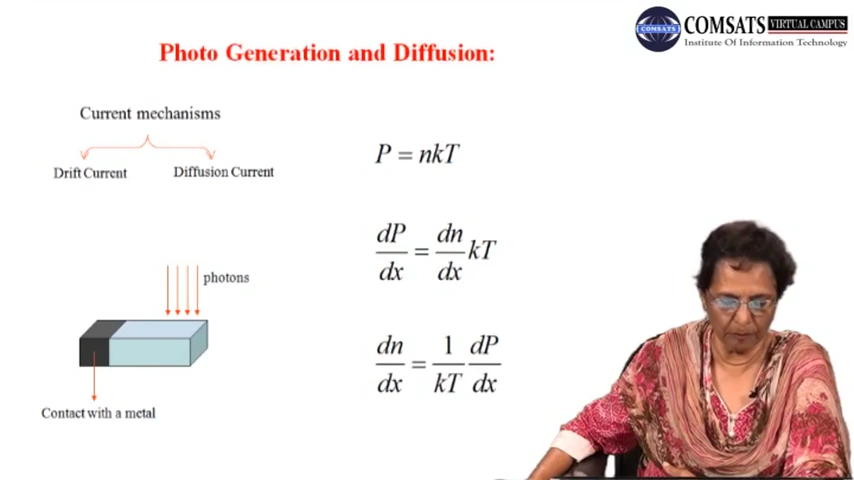 COMSATS VIRTUAL CAMPUS
COMSATS
Institute Of Information Technology
Photo Generation and Diffusion:
Current mechanisms
Drift Current
Diffusion Current
P = nkT
dP/dx = dn/dx kT
photons
dn/dx = 1/kT dP/dx
Contact with a metal